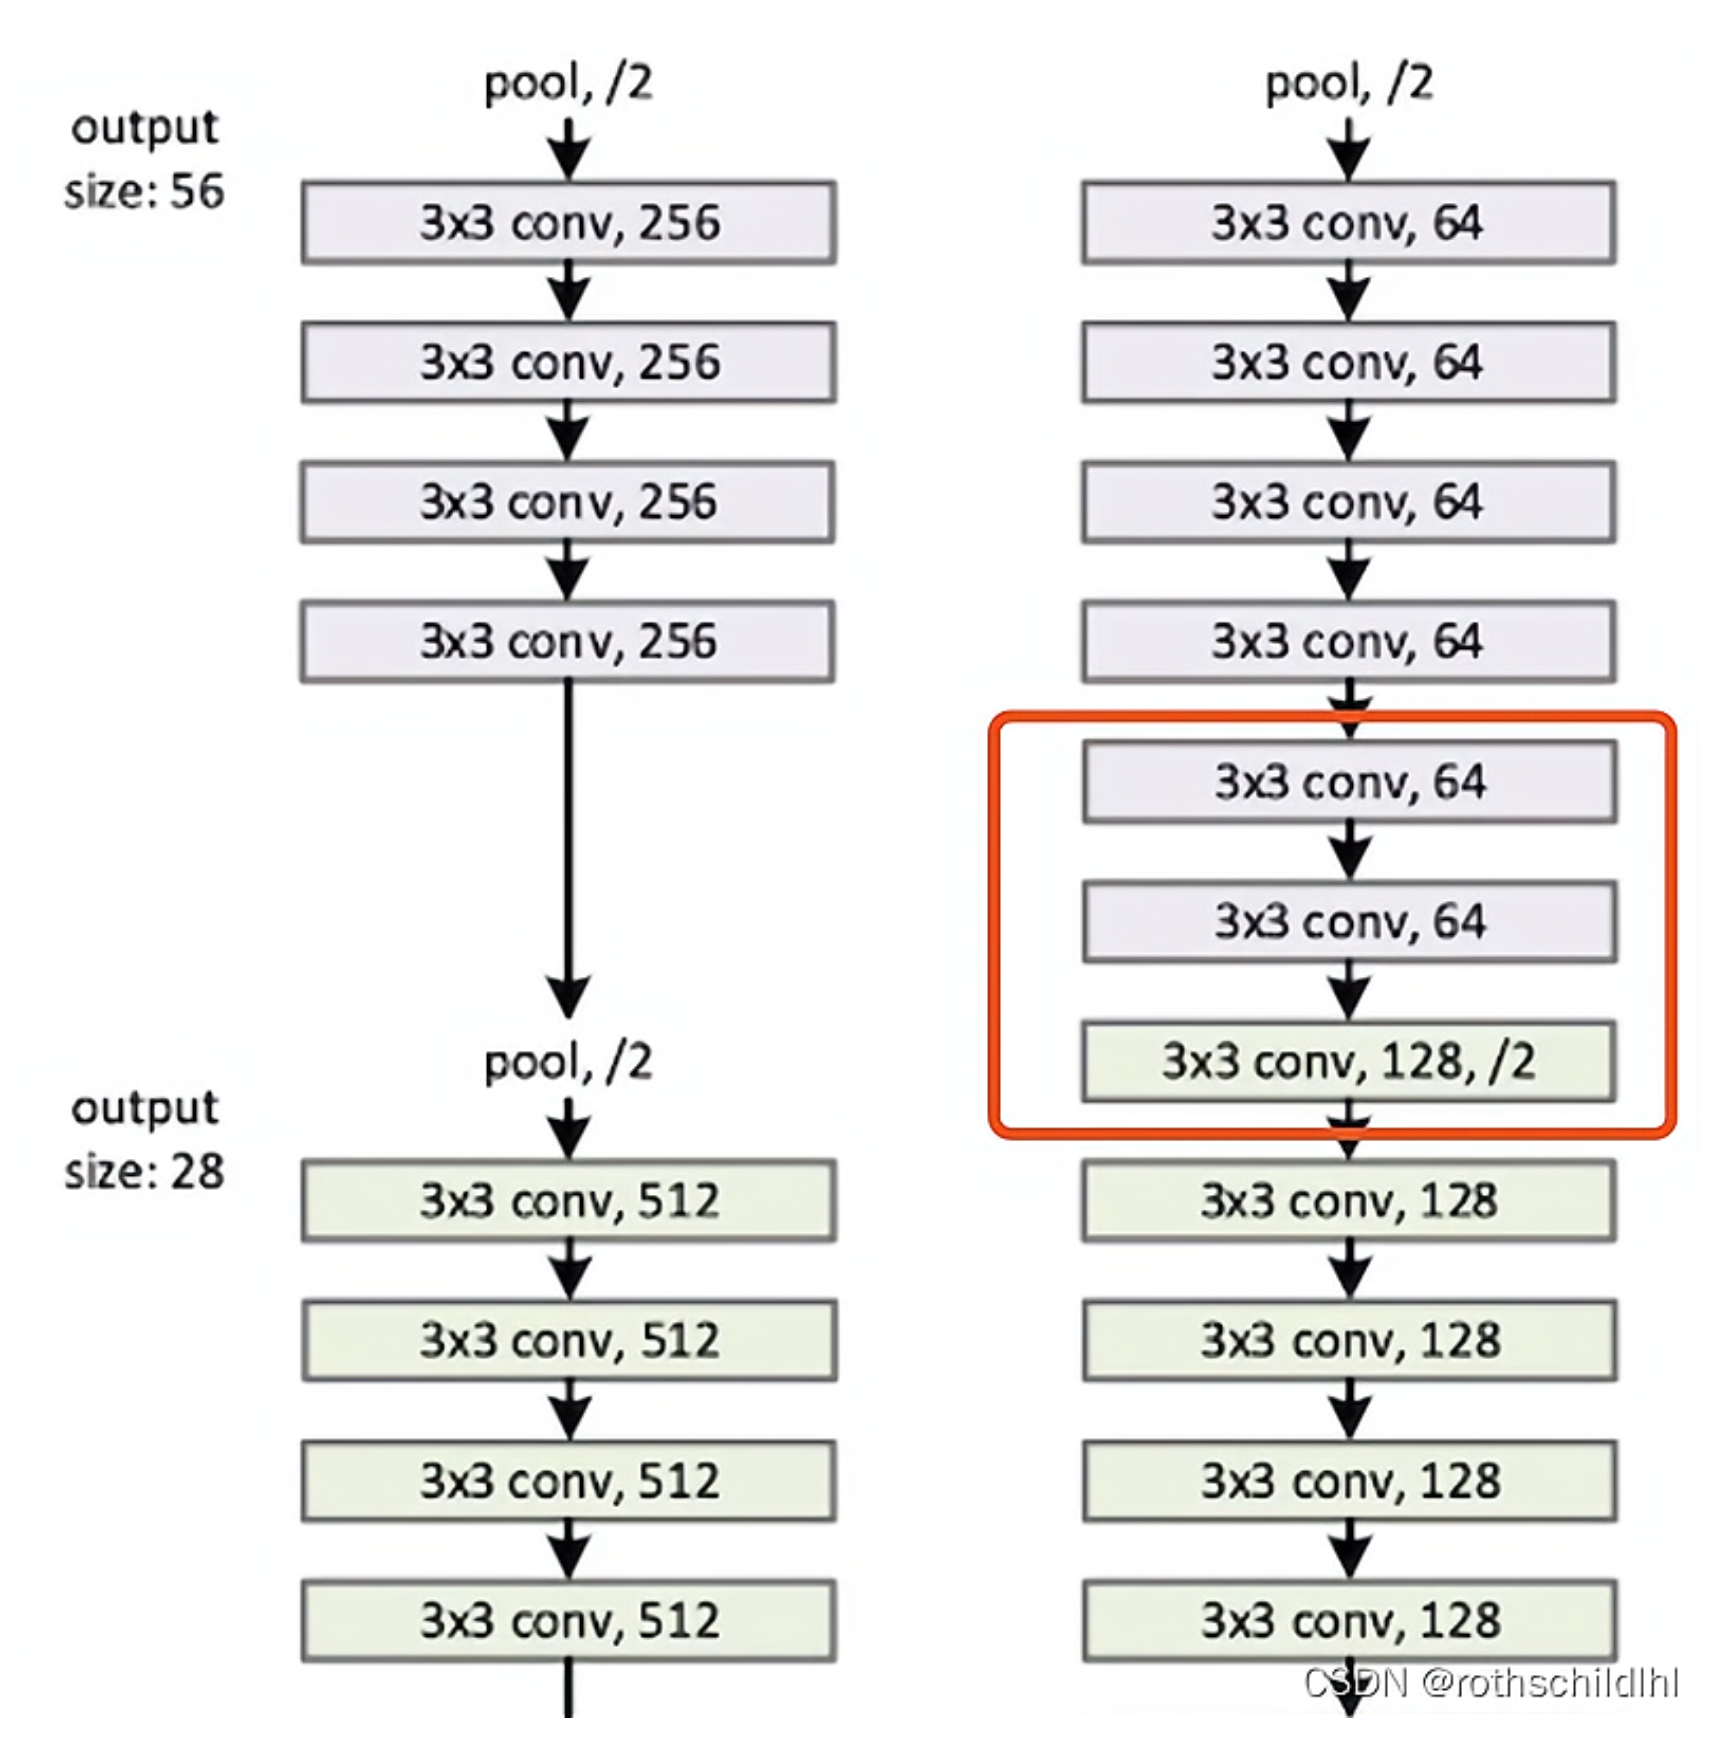 output
size: 56
pool, /2
3x3 conv, 256
3x3 conv, 256
3x3 conv, 256
3x3 conv, 256
pool, /2
output
size: 28
3x3 conv, 512
3x3 conv, 512
3x3 conv, 512
3x3 conv, 512
pool, /2
3x3 conv, 64
3x3 conv, 64
3x3 conv, 64
3x3 conv, 64
3x3 conv, 64
3x3 conv, 64
3x3 conv, 128, /2
3x3 conv, 128
3x3 conv, 128
3x3 conv, 128
3x3 conv, 128
CSDN @rothschildlhl